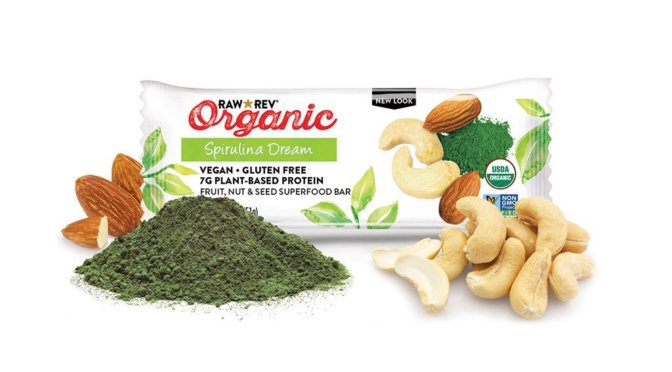 RAW★REV®
NEW LOOK
Organic
Spirulina Dream
VEGAN • GLUTEN FREE
7G PLANT-BASED PROTEIN
FRUIT, NUT & SEED SUPERFOOD BAR
USDA
ORGANIC
NON
GMO
Project